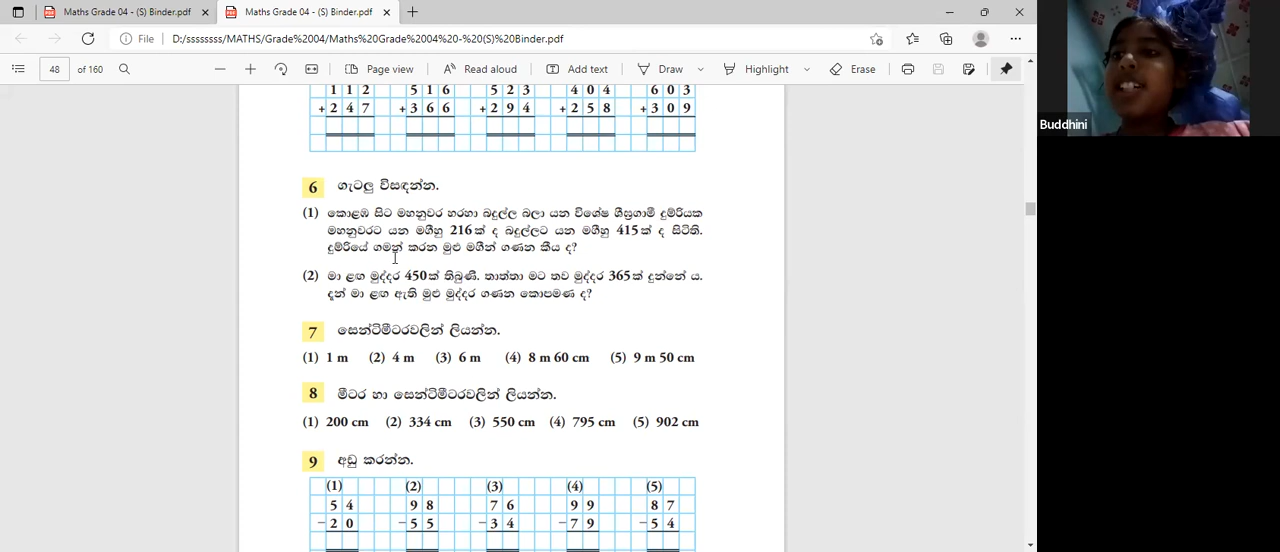 Maths Grade 04 - (S) Binder.pdf
Maths Grade 04 - (S) Binder.pdf
File D:/ssssssss/MATHS/Grade%2004/Maths%20Grade%2004%20-%20(S)%20Binder.pdf
48 of 160 Page view Read aloud Add text Draw Highlight Erase
Buddhini
1 1 2 5 1 6 5 2 3 4 0 4 6 0 3
+ 2 4 7 + 3 6 6 + 2 9 4 + 2 5 8 + 3 0 9
6 ගැටලු විසඳන්න.
(1) කොළඹ සිට මහනුවර හරහා බදුල්ල බලා යන විශේෂ ශීඝ්‍රගාමී දුම්රියක
මහනුවරට යන මගීහු 216 ක් ද බදුල්ලට යන මගීහු 415 ක් ද සිටිති.
දුම්රියේ ගමන් කරන මුළු මගීන් ගණන කීය ද?
(2) මා ළඟ මුද්දර 450ක් තිබුණි. තාත්තා මට තව මුද්දර 365 ක් දුන්නේ ය.
දැන් මා ළඟ ඇති මුළු මුද්දර ගණන කොපමණ ද?
7 සෙන්ටිමීටරවලින් ලියන්න.
(1) 1 m (2) 4 m (3) 6 m (4) 8 m 60 cm (5) 9 m 50 cm
8 මීටර හා සෙන්ටිමීටරවලින් ලියන්න.
(1) 200 cm (2) 334 cm (3) 550 cm (4) 795 cm (5) 902 cm
9 අඩු කරන්න.
(1) (2) (3) (4) (5)
5 4 9 8 7 6 9 9 8 7
- 2 0 - 5 5 - 3 4 - 7 9 - 5 4